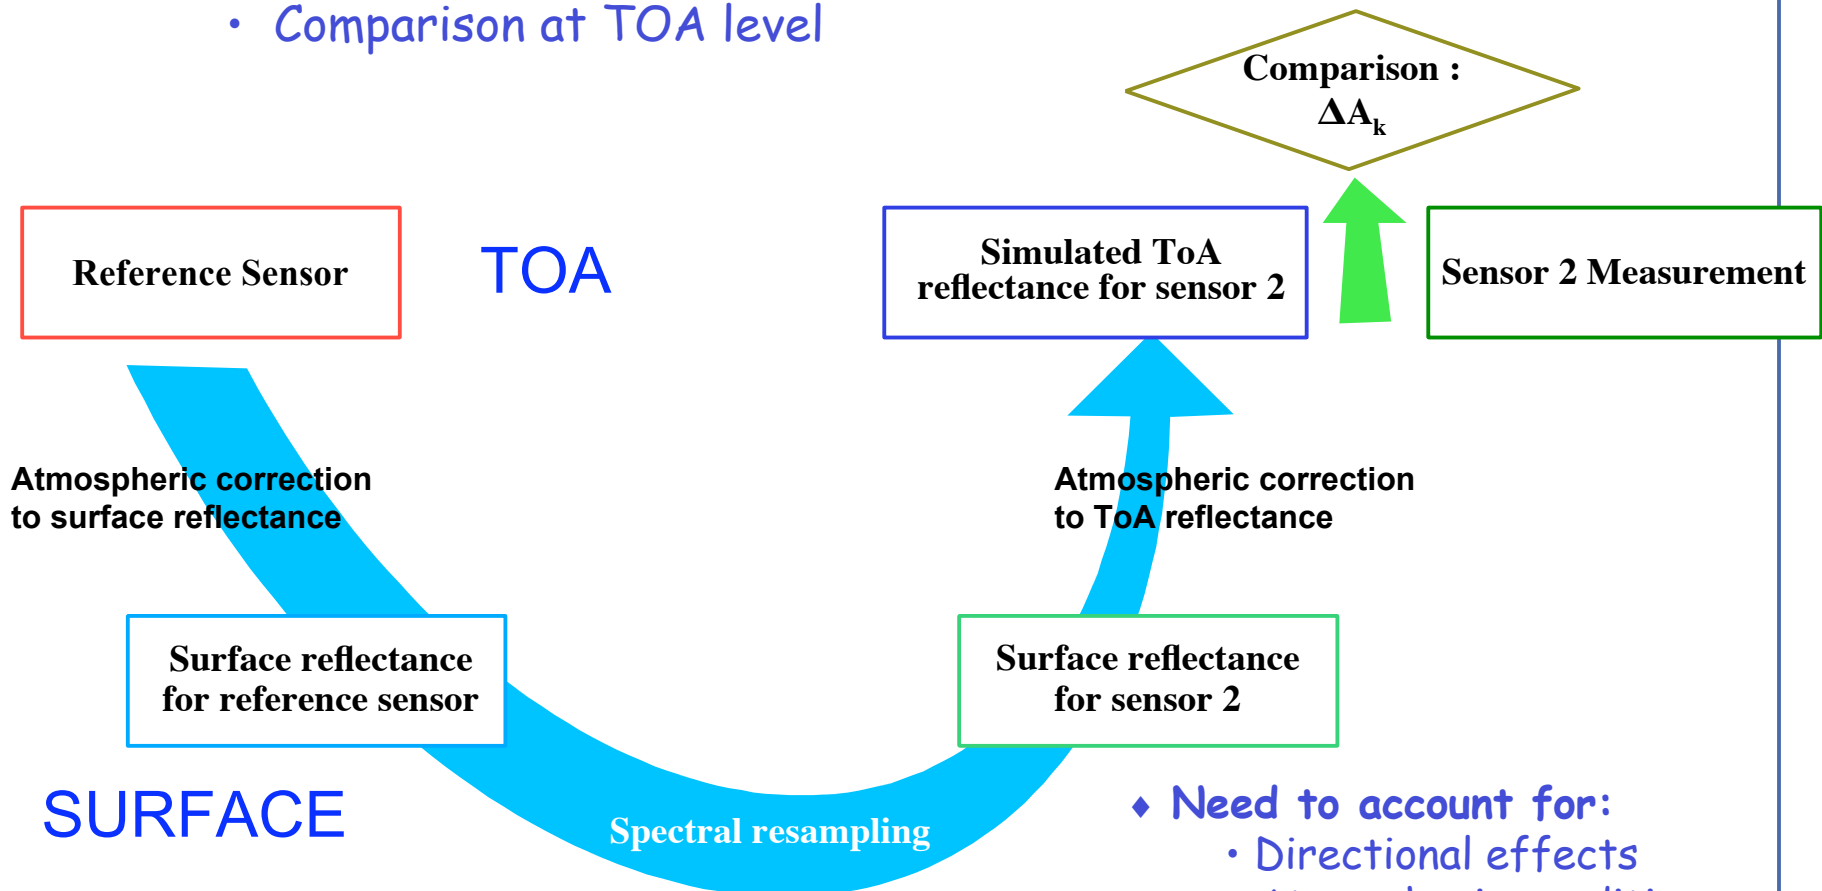 • Comparison at TOA level
Comparison :
ΔAk
Reference Sensor
TOA
Simulated ToA
reflectance for sensor 2
Sensor 2 Measurement
Atmospheric correction
to surface reflectance
Atmospheric correction
to ToA reflectance
Surface reflectance
for reference sensor
Surface reflectance
for sensor 2
SURFACE
Spectral resampling
♦ Need to account for:
• Directional effects